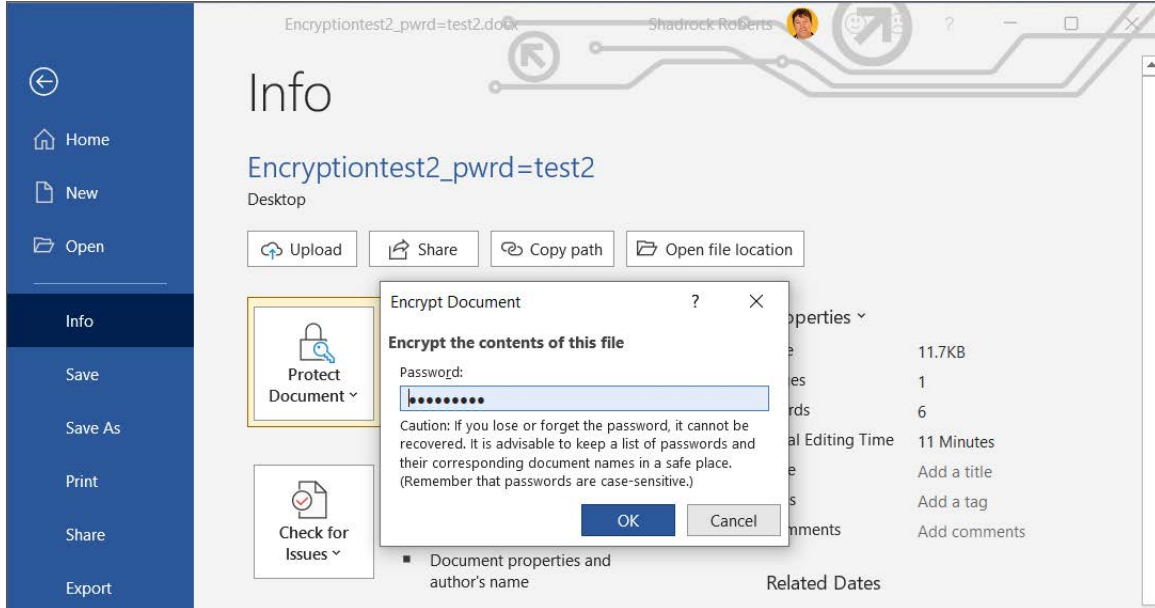 Encryptiontest2_pwrd=test2.docx
Shadrock Roberts
?
Info
Home
New
Open
Info
Save
Save As
Print
Share
Export
Encryptiontest2_pwrd=test2
Desktop
Upload
Share
Copy path
Open file location
Protect
Document
Check for
Issues
Encrypt Document
?
Encrypt the contents of this file
Password:
Caution: If you lose or forget the password, it cannot be
recovered. It is advisable to keep a list of passwords and
their corresponding document names in a safe place.
(Remember that passwords are case-sensitive.)
OK
Cancel
Document properties and
author's name
11.7KB
1
6
Editing Time 11 Minutes
Add a title
Add a tag
Add comments
Related Dates